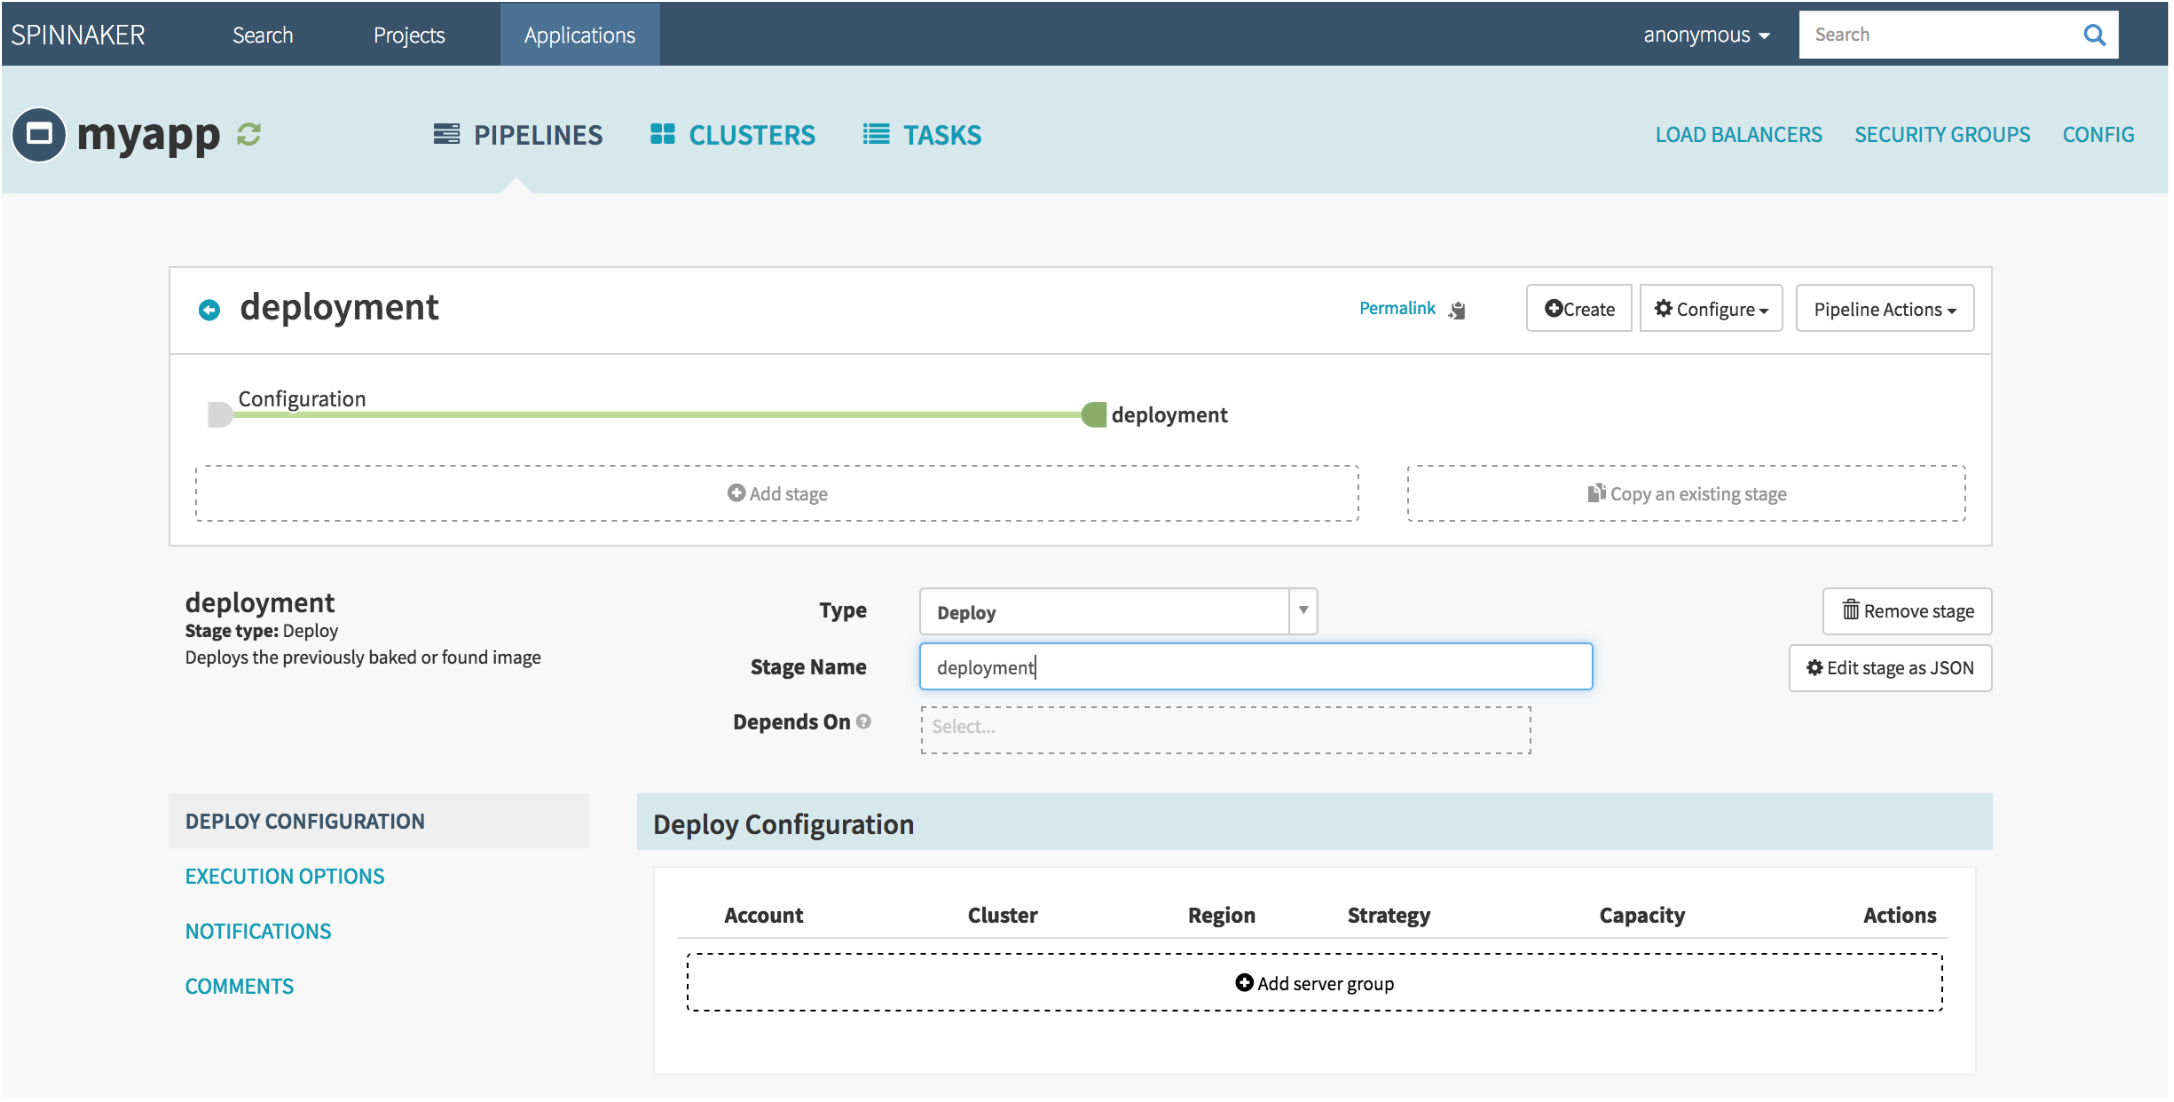 SPINNAKER Search Projects Applications anonymous Search
myapp PIPELINES CLUSTERS TASKS LOAD BALANCERS SECURITY GROUPS CONFIG
deployment Permalink Create Configure Pipeline Actions
Configuration
deployment
Add stage Copy an existing stage
deployment
Stage type: Deploy
Deploys the previously baked or found image
Type Deploy Remove stage
Stage Name deployment Edit stage as JSON
Depends On Select...
DEPLOY CONFIGURATION
EXECUTION OPTIONS
NOTIFICATIONS
COMMENTS
Deploy Configuration
Account Cluster Region Strategy Capacity Actions
Add server group